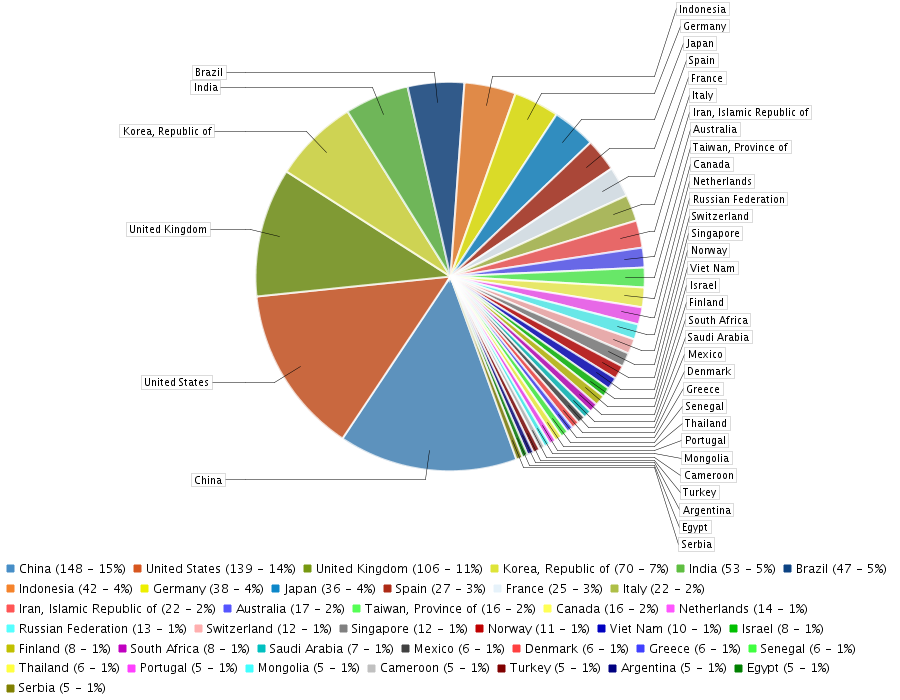 Indonesia
Germany
Japan
Spain
France
Italy
Iran, Islamic Republic of
Australia
Taiwan, Province of
Canada
Netherlands
Russian Federation
Switzerland
Singapore
Norway
Viet Nam
Israel
Finland
South Africa
Saudi Arabia
Mexico
Denmark
Greece
Senegal
Thailand
Portugal
Mongolia
Cameroon
Turkey
Argentina
Egypt
Serbia
Brazil
India
Korea, Republic of
United Kingdom
United States
China
China (148 – 15%) United States (139 – 14%) United Kingdom (106 – 11%) Korea, Republic of (70 – 7%) India (53 – 5%) Brazil (47 – 5%)
Indonesia (42 – 4%) Germany (38 – 4%) Japan (36 – 4%) Spain (27 – 3%) France (25 – 3%) Italy (22 – 2%)
Iran, Islamic Republic of (22 – 2%) Australia (17 – 2%) Taiwan, Province of (16 – 2%) Canada (16 – 2%) Netherlands (14 – 1%)
Russian Federation (13 – 1%) Switzerland (12 – 1%) Singapore (12 – 1%) Norway (11 – 1%) Viet Nam (10 – 1%) Israel (8 – 1%)
Finland (8 – 1%) South Africa (8 – 1%) Saudi Arabia (7 – 1%) Mexico (6 – 1%) Denmark (6 – 1%) Greece (6 – 1%) Senegal (6 – 1%)
Thailand (6 – 1%) Portugal (5 – 1%) Mongolia (5 – 1%) Cameroon (5 – 1%) Turkey (5 – 1%) Argentina (5 – 1%) Egypt (5 – 1%)
Serbia (5 – 1%)